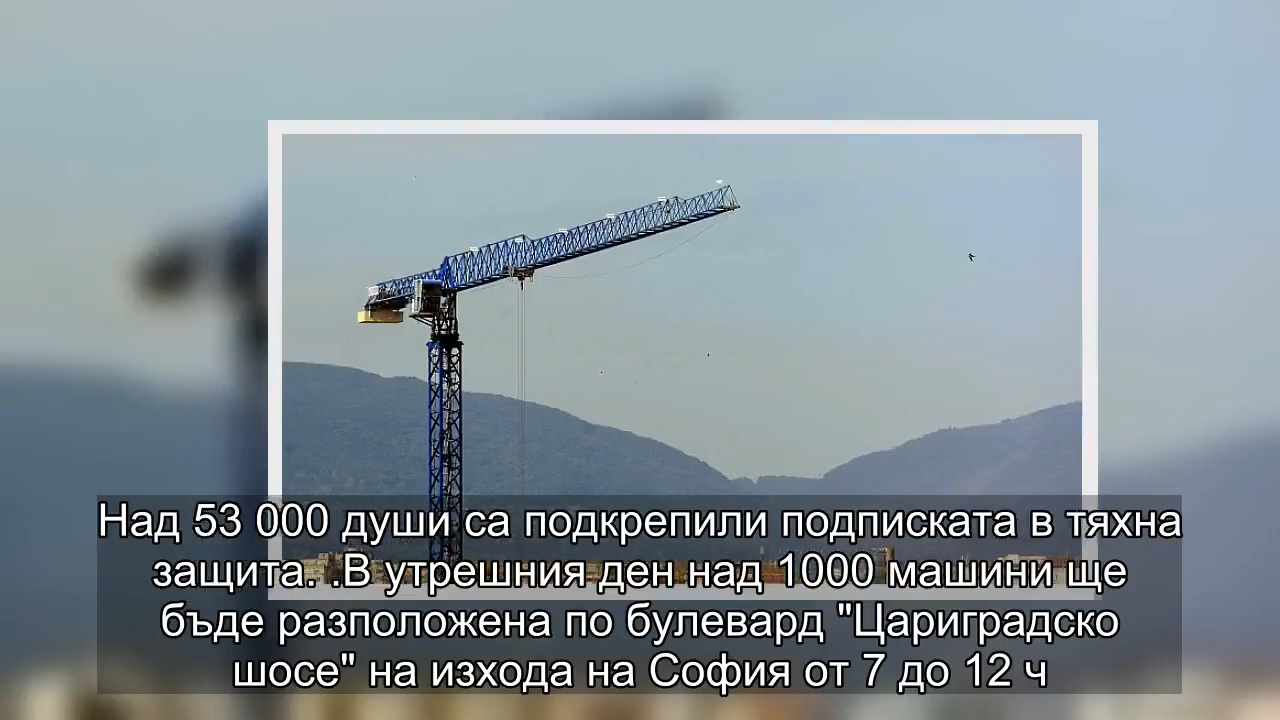 Над 53 000 души са подкрепили подписката в тяхна
защита. .В утрешния ден над 1000 машини ще
бъде разположена по булевард "Цариградско
шосе" на изхода на София от 7 до 12 ч